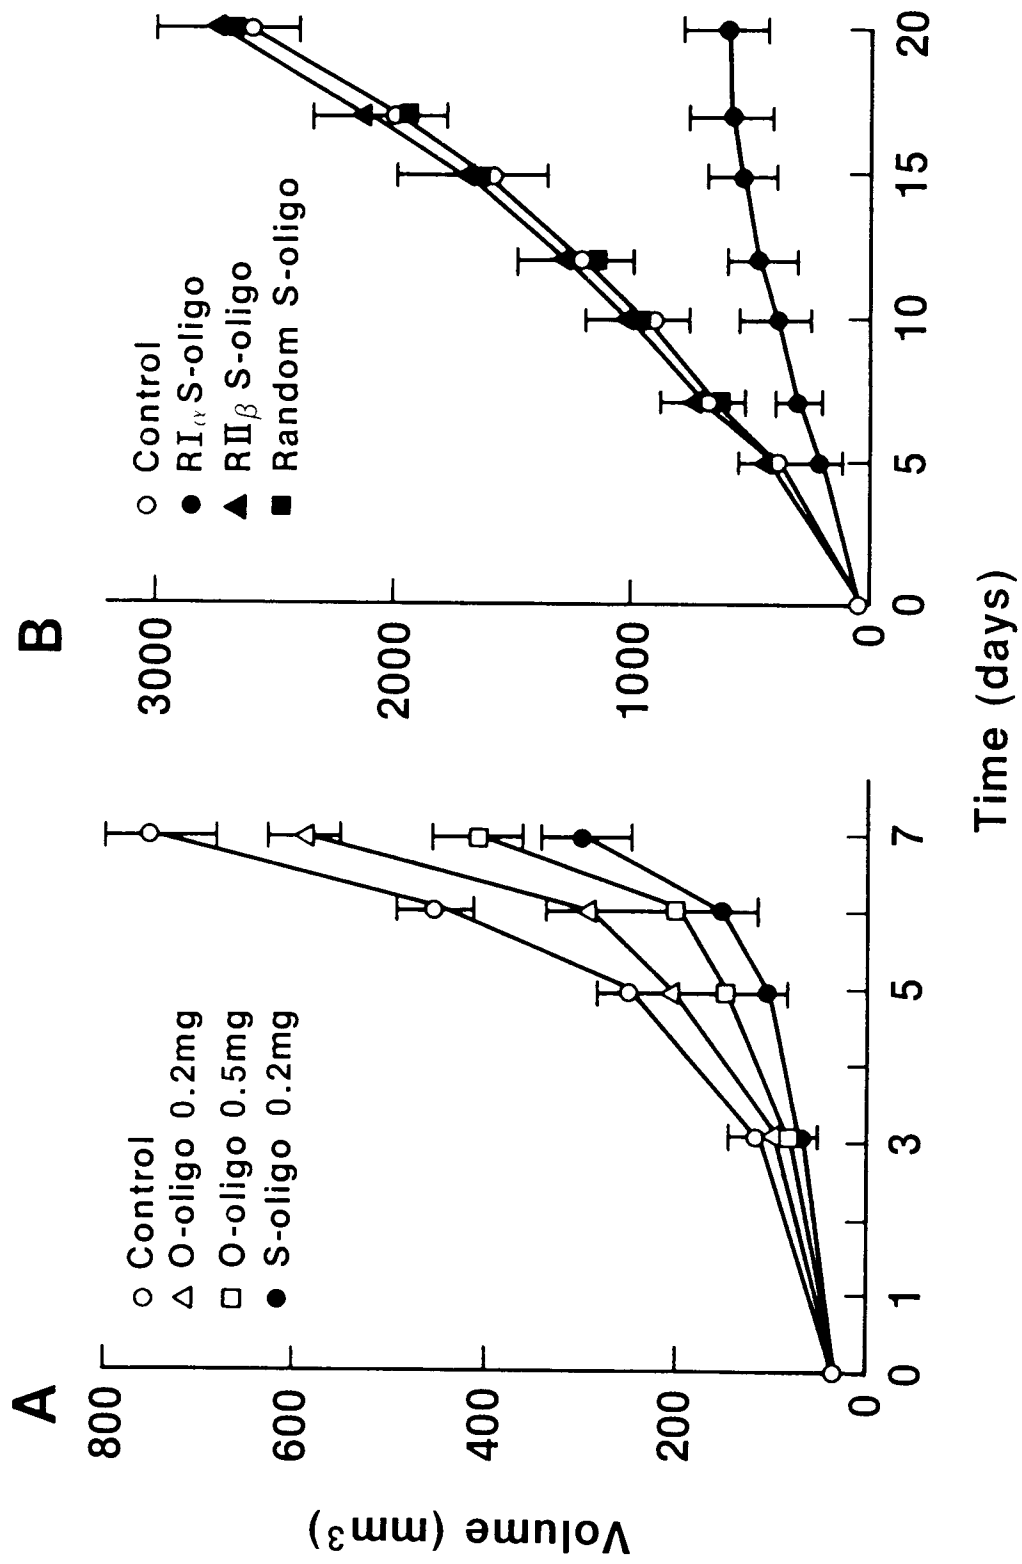 A
Volume (mm³)
800
600
400
200
0
Control
O-oligo 0.2mg
O-oligo 0.5mg
S-oligo 0.2mg
0
1
3
5
7
B
3000
2000
1000
0
Control
RIα S-oligo
RIIβ S-oligo
Random S-oligo
0
5
10
15
20
Time (days)